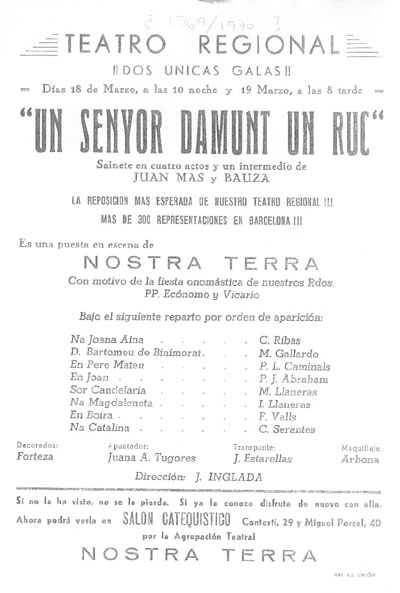 ¿ 1969/1970 ?
TEATRO REGIONAL
!!DOS UNICAS GALAS!!
Días 18 de Marzo, a las 10 noche y 19 Marzo, a las 8 tarde
"UN SENYOR DAMUNT UN RUC"
Sainete en cuatro actos y un intermedio de
JUAN MAS y BAUZA
LA REPOSICION MAS ESPERADA DE NUESTRO TEATRO REGIONAL !!!
MAS DE 300 REPRESENTACIONES EN BARCELONA !!!
Es una puesta en escena de
NOSTRA TERRA
Con motivo de la fiesta onomástica de nuestros Rdos.
PP. Ecónomo y Vicario
Bajo el siguiente reparto por orden de aparición:
Na Joana Aina . . . . . C. Ribas
D. Bartomeu de Binimorat . . . . M. Gallardo
En Pere Mateu . . . . . P. L. Caminals
En Joan . . . . . . P. J. Abraham
Sor Candelaria . . . . . M. Llaneras
Na Magdaleneta . . . . . I. Llaneras
En Boira . . . . . . F. Valls
Na Catalina . . . . . . C. Serantes
Decorados: Apuntador: Transpunte: Maquillaje:
Forteza Juana A. Tugores J. Estarellas Arbona
Dirección: J. INGLADA
Si no la ha visto, no se la pierda. Si ya la conoce disfrute de nuevo con ella.
Ahora podrá verla en SALON CATEQUISTICO Contestí, 29 y Miguel Porcel, 40
por la Agrupación Teatral
NOSTRA TERRA
IMP. LA UNIÓN